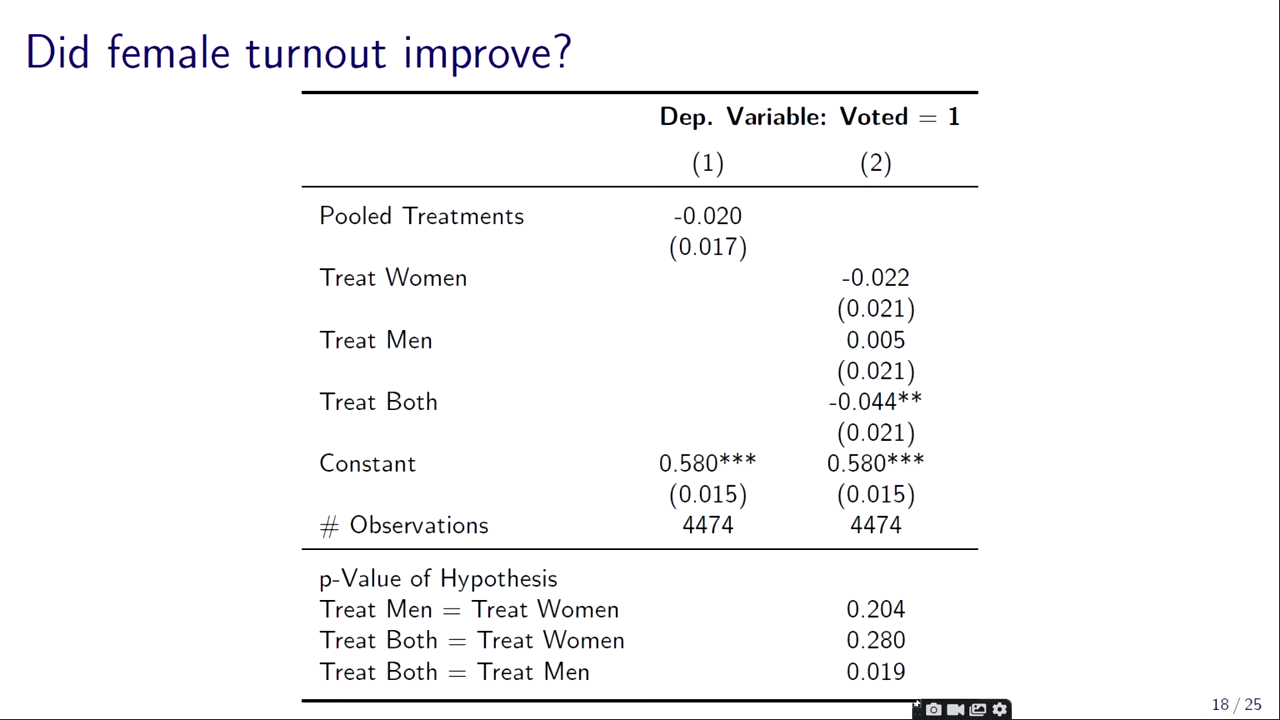 Did female turnout improve?
Dep. Variable: Voted = 1
(1) (2)
Pooled Treatments -0.020
(0.017)
Treat Women -0.022
(0.021)
Treat Men 0.005
(0.021)
Treat Both -0.044**
(0.021)
Constant 0.580*** 0.580***
(0.015) (0.015)
# Observations 4474 4474
p-Value of Hypothesis
Treat Men = Treat Women 0.204
Treat Both = Treat Women 0.280
Treat Both = Treat Men 0.019
18 / 25